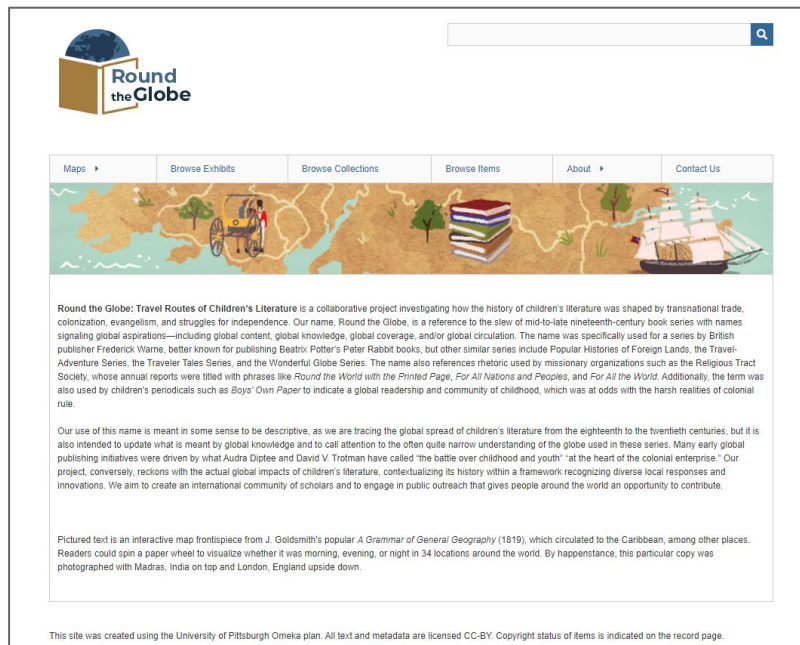 Round
the Globe
Maps
Browse Exhibits
Browse Collections
Browse Items
About
Contact Us
Round the Globe: Travel Routes of Children's Literature is a collaborative project investigating how the history of children's literature was shaped by transnational trade,
colonization, evangelism, and struggles for independence. Our name, Round the Globe, is a reference to the slew of mid-to-late nineteenth-century book series with names
signaling global aspirations—including global content, global knowledge, global coverage, and/or global circulation. The name was specifically used for a series by British
publisher Frederick Warne, better known for publishing Beatrix Potter's Peter Rabbit books, but other similar series include Popular Histories of Foreign Lands, the Travel-
Adventure Series, the Traveler Tales Series, and the Wonderful Globe Series. The name also references rhetoric used by missionary organizations such as the Religious Tract
Society, whose annual reports were titled with phrases like Round the World with the Printed Page, For All Nations and Peoples, and For All the World. Additionally, the term was
also used by children's periodicals such as Boys' Own Paper to indicate a global readership and community of childhood, which was at odds with the harsh realities of colonial
rule.
Our use of this name is meant in some sense to be descriptive, as we are tracing the global spread of children's literature from the eighteenth to the twentieth centuries, but it is
also intended to update what is meant by global knowledge and to call attention to the often quite narrow understanding of the globe used in these series. Many early global
publishing initiatives were driven by what Audra Diptee and David V. Trotman have called "the battle over childhood and youth" "at the heart of the colonial enterprise." Our
project, conversely, reckons with the actual global impacts of children's literature, contextualizing its history within a framework recognizing diverse local responses and
innovations. We aim to create an international community of scholars and to engage in public outreach that gives people around the world an opportunity to contribute.
Pictured text is an interactive map frontispiece from J. Goldsmith's popular A Grammar of General Geography (1819), which circulated to the Caribbean, among other places.
Readers could spin a paper wheel to visualize whether it was morning, evening, or night in 34 locations around the world. By happenstance, this particular copy was
photographed with Madras, India on top and London, England upside down.
This site was created using the University of Pittsburgh Omeka plan. All text and metadata are licensed CC-BY. Copyright status of items is indicated on the record page.